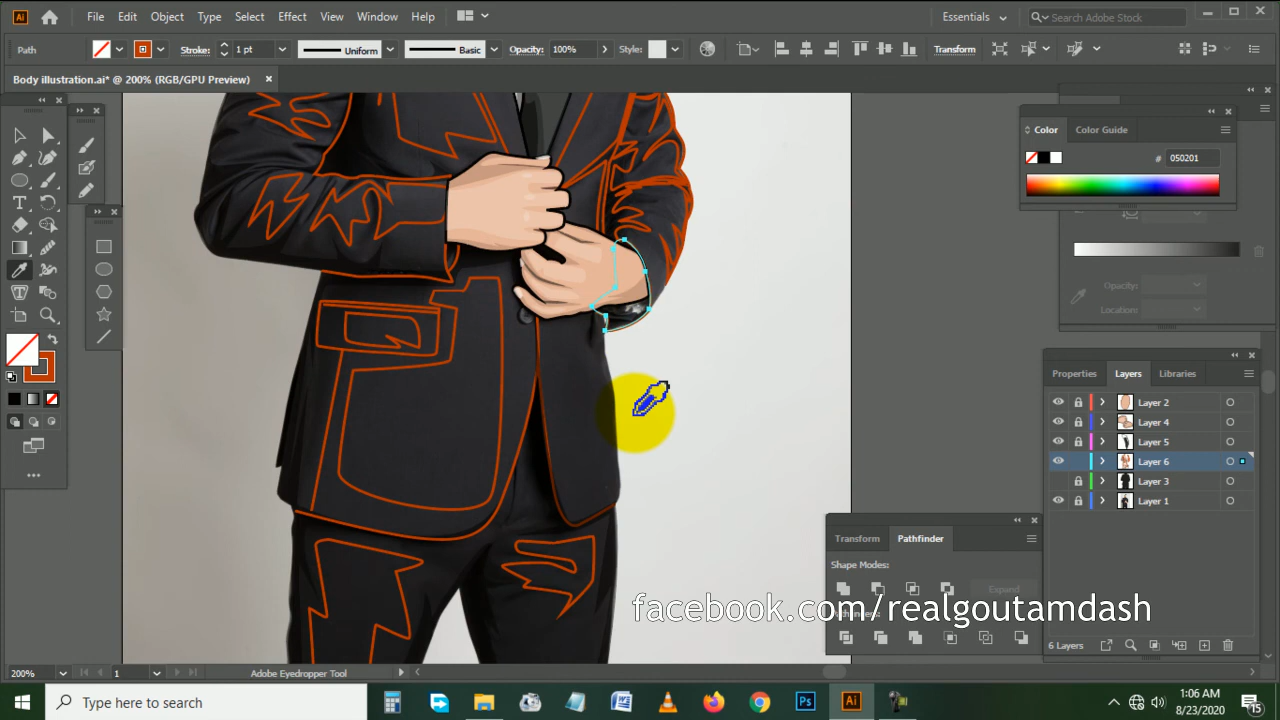 Ai File Edit Object Type Select Effect View Window Help Essentials Search Adobe Stock
Path Stroke: 1 pt Uniform Basic Opacity: 100% Style: Transform
Body illustration.ai* @ 200% (RGB/GPU Preview)
Color Color Guide
# 050201
Opacity:
Location:
Properties Layers Libraries
Layer 2
Layer 4
Layer 5
Layer 6
Layer 3
Layer 1
6 Layers
Transform Pathfinder
Shape Modes:
Expand
facebook.com/realgoutamdash
200% 1 Adobe Eyedropper Tool
Type here to search
Ps Ai
1:06 AM
8/23/2020
15